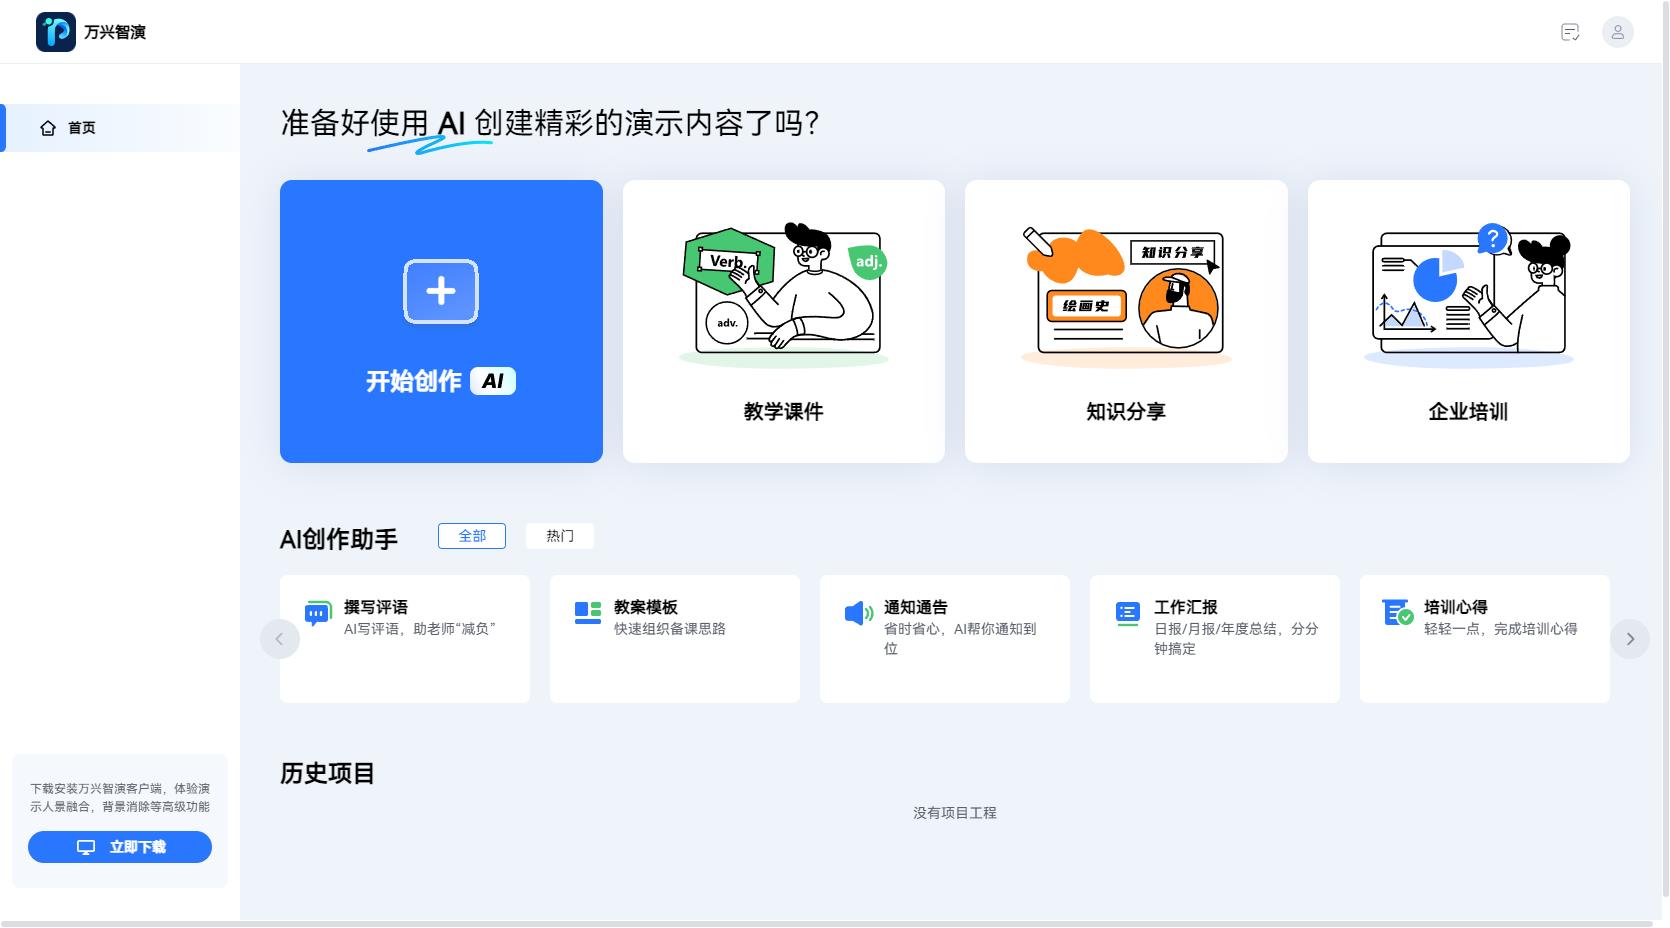 万兴智演
首页
准备好使用 AI 创建精彩的演示内容了吗?
开始创作 AI
Verb.
adj.
adv.
教学课件
知识分享
绘画史
知识分享
?
企业培训
AI创作助手
全部
热门
撰写评语
AI写评语，助老师“减负”
教案模板
快速组织备课思路
通知通告
省时省心，AI帮你通知到
位
工作汇报
日报/月报/年度总结，分分
钟搞定
培训心得
轻轻一点，完成培训心得
历史项目
没有项目工程
下载安装万兴智演客户端，体验演
示人景融合，背景消除等高级功能
立即下载